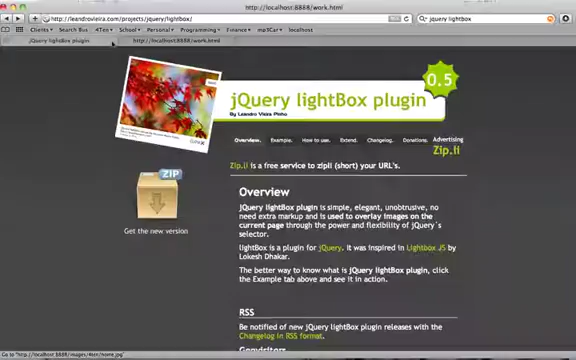 http://localhost:8888/work.html
http://leandrovieira.com/projects/jquery/lightbox/
jquery lightbox
Clients Search Bus 4Ten School Personal Programming Finance mp3Car localhost
jQuery lightBox plugin http://localhost:8888/work.html
0.5
jQuery lightBox plugin
By Leandro Vieira Pinho
Overview. Example. How to use. Extend. Changelog. Donations. Advertising
Zip.li
Zip.li is a free service to zipli (short) your URL's.
ZIP
Get the new version
Overview
jQuery lightBox plugin is simple, elegant, unobtrusive, no
need extra markup and is used to overlay images on the
current page through the power and flexibility of jQuery´s
selector.
lightBox is a plugin for jQuery. It was inspired in Lightbox JS by
Lokesh Dhakar.
The better way to know what is jQuery lightBox plugin, click
the Example tab above and see it in action.
RSS
Be notified of new jQuery lightBox plugin releases with the
Changelog in RSS format.